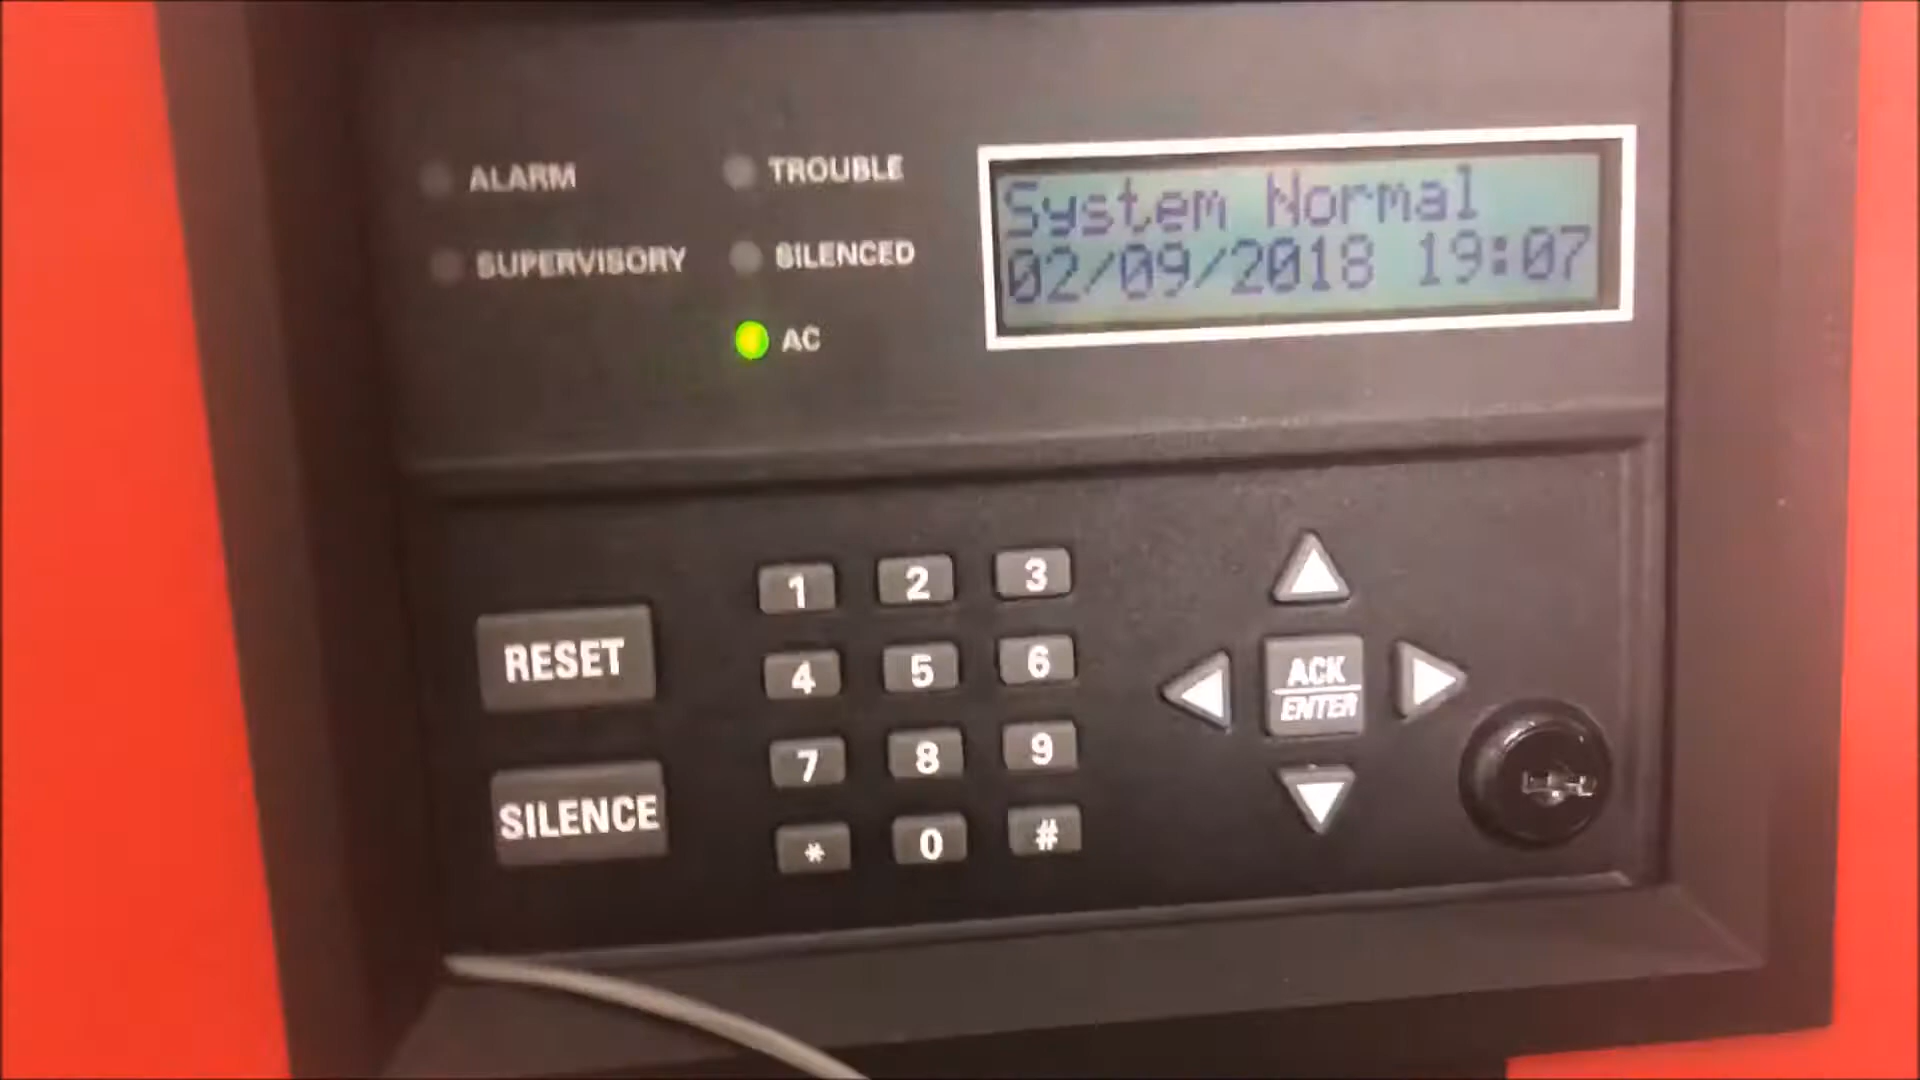 ALARM
TROUBLE
SUPERVISORY
SILENCED
AC
System Normal
02/09/2018 19:07
RESET
SILENCE
1 2 3
4 5 6
7 8 9
* 0 #
ACK
ENTER